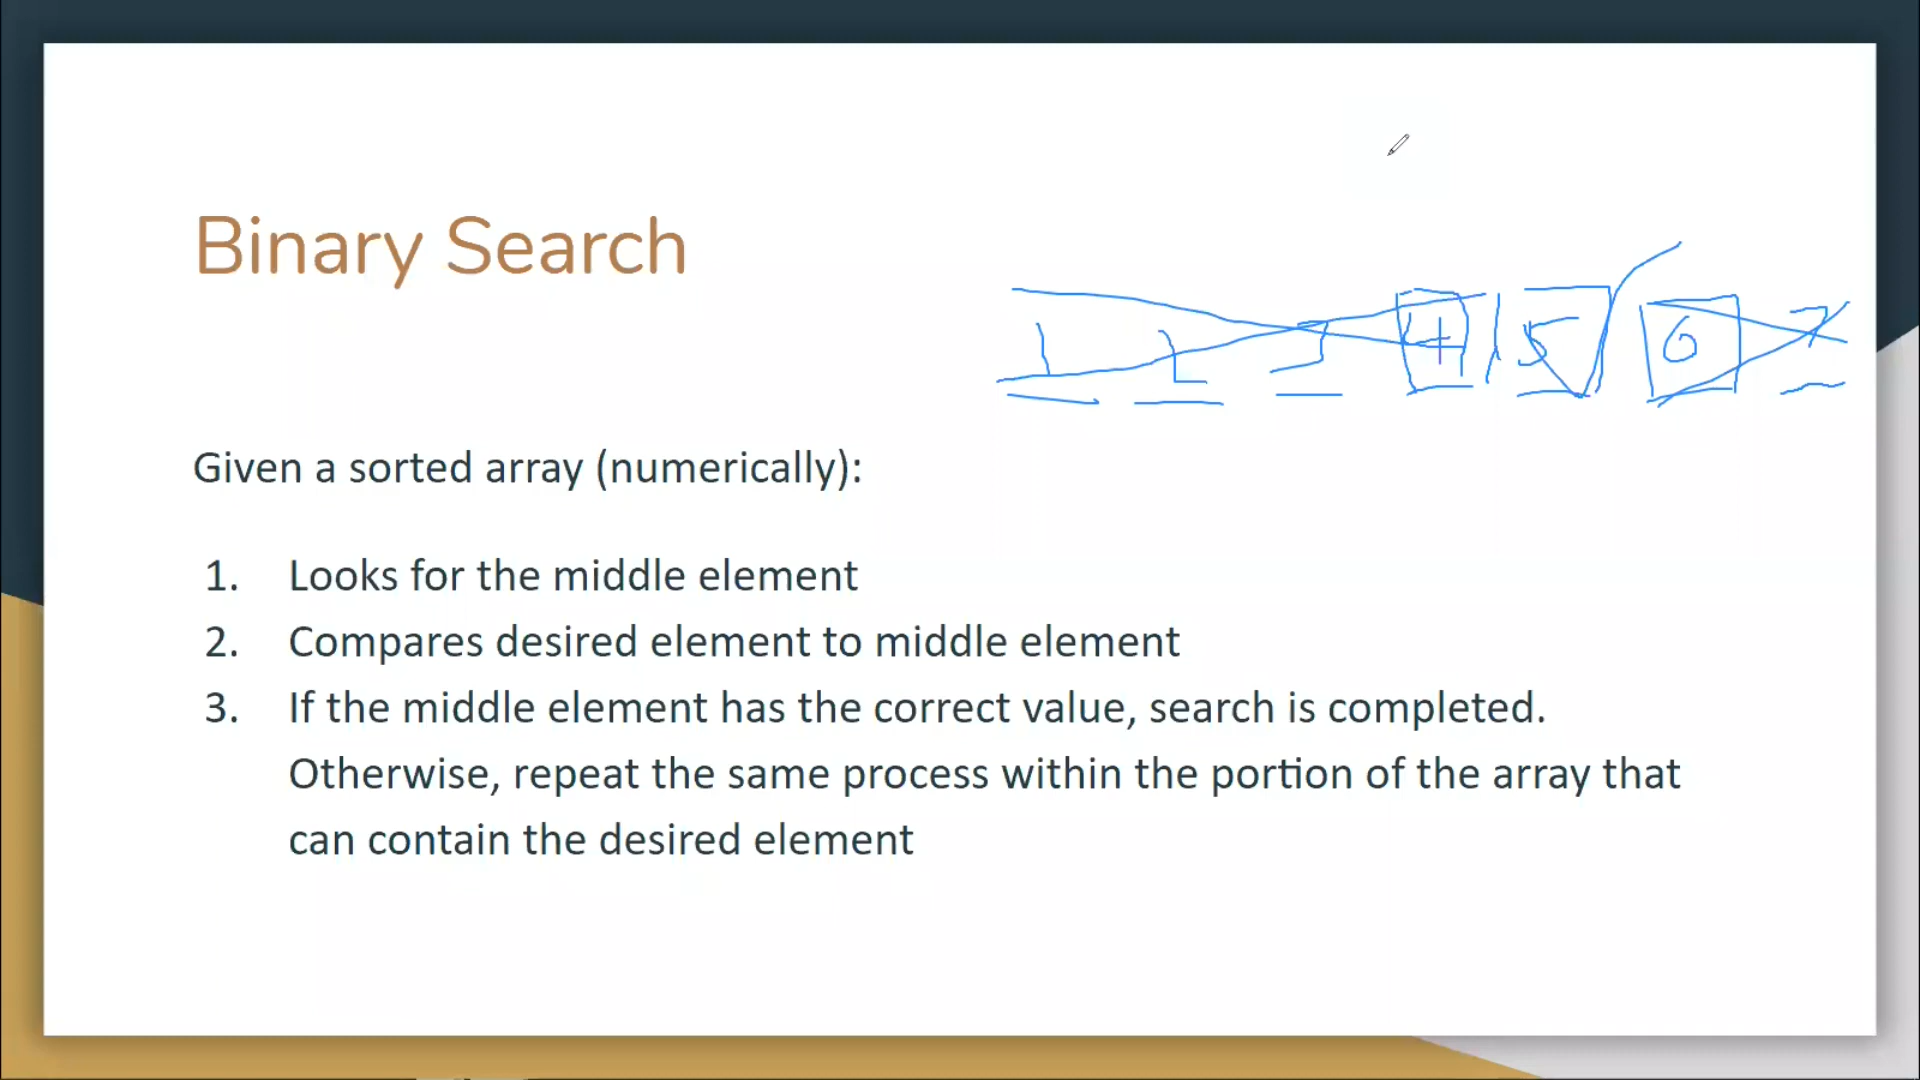 Binary Search
1 2 3 4 5 6 7
Given a sorted array (numerically):
1. Looks for the middle element
2. Compares desired element to middle element
3. If the middle element has the correct value, search is completed.
Otherwise, repeat the same process within the portion of the array that
can contain the desired element